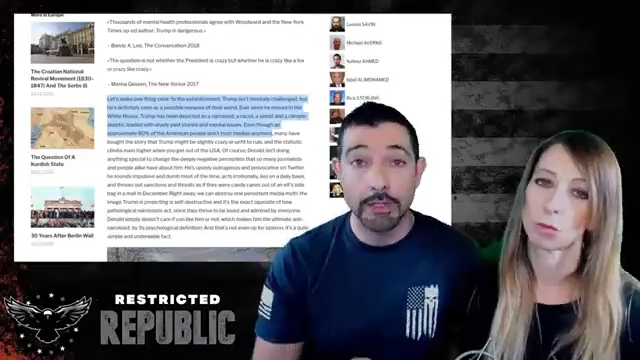 More in Europe
The Croatian National
Revival Movement (1830-
1847) And The Serbs (I)
The Question Of A
Kurdish State
30 Years After Berlin Wall
«Thousands of mental health professionals agree with Woodward and the New York
Times op-ed author: Trump is dangerous.»
– Bandy X. Lee, The Conversation 2018
«The question is not whether the President is crazy but whether he is crazy like a fox
or crazy like crazy.»
– Masha Gessen, The New Yorker 2017
Let's make one thing clear to the establishment. Trump isn't mentally challenged, but
he's definitely seen as a possible menace of their world. Ever since he moved in the
White House, Trump has been depicted as a narcissist, a racist, a sexist and a climate-
skeptic, loaded with shady past stories and mental issues. Even though an
approximate 60% of the American people don't trust medias anymore, many have
bought the story that Trump might be slightly crazy or unfit to rule, and the statistic
climbs even higher when you get out of the USA. Of course, Donald isn't doing
anything special to change the deeply negative perception that so many journalists
and people alike have about him. He's openly outrageous and provocative on Twitter,
he sounds impulsive and dumb most of the time, acts irrationally, lies on a daily basis,
and throws out sanctions and threats as if they were candy canes out of an elf's side
bag in a mall in December. Right away, we can destroy one persistent media myth: the
image Trump is projecting is self-destructive and it's the exact opposite of how
pathological narcissists act, since they thrive to be loved and admired by everyone.
Donald simply doesn't care if you like him or not, which makes him the ultimate anti-
narcissist, by its psychological definition. And that's not even up for opinion, it's a quite
simple and undeniable fact.
Leonid SAVIN
Michael AVERKO
Yunnes AHMED
Iqbal ALIMOHAMED
Rick STERLING
RESTRICTED
REPUBLIC